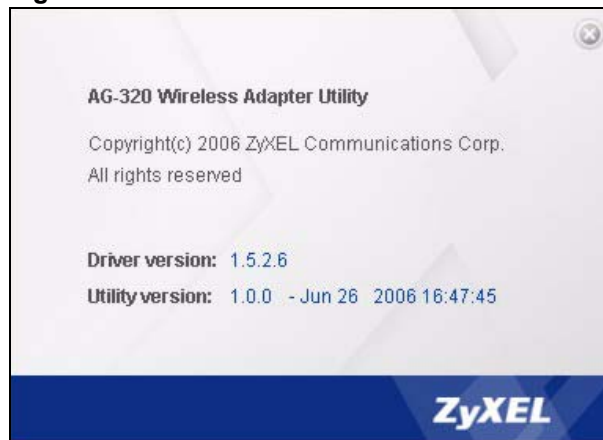 AG-320 Wireless Adapter Utility
Copyright(c) 2006 ZyXEL Communications Corp.
All rights reserved
Driver version: 1.5.2.6
Utility version: 1.0.0 - Jun 26 2006 16:47:45
ZyXEL